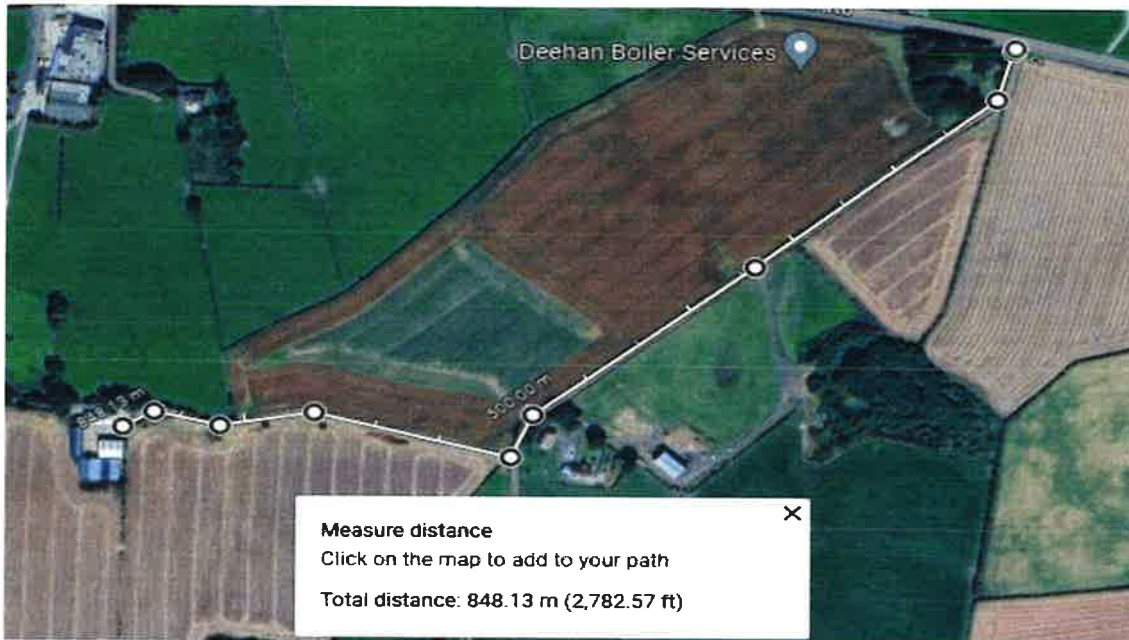 Deehan Boiler Services
500.00 m
848.13 m
Measure distance
Click on the map to add to your path
Total distance: 848.13 m (2,782.57 ft)